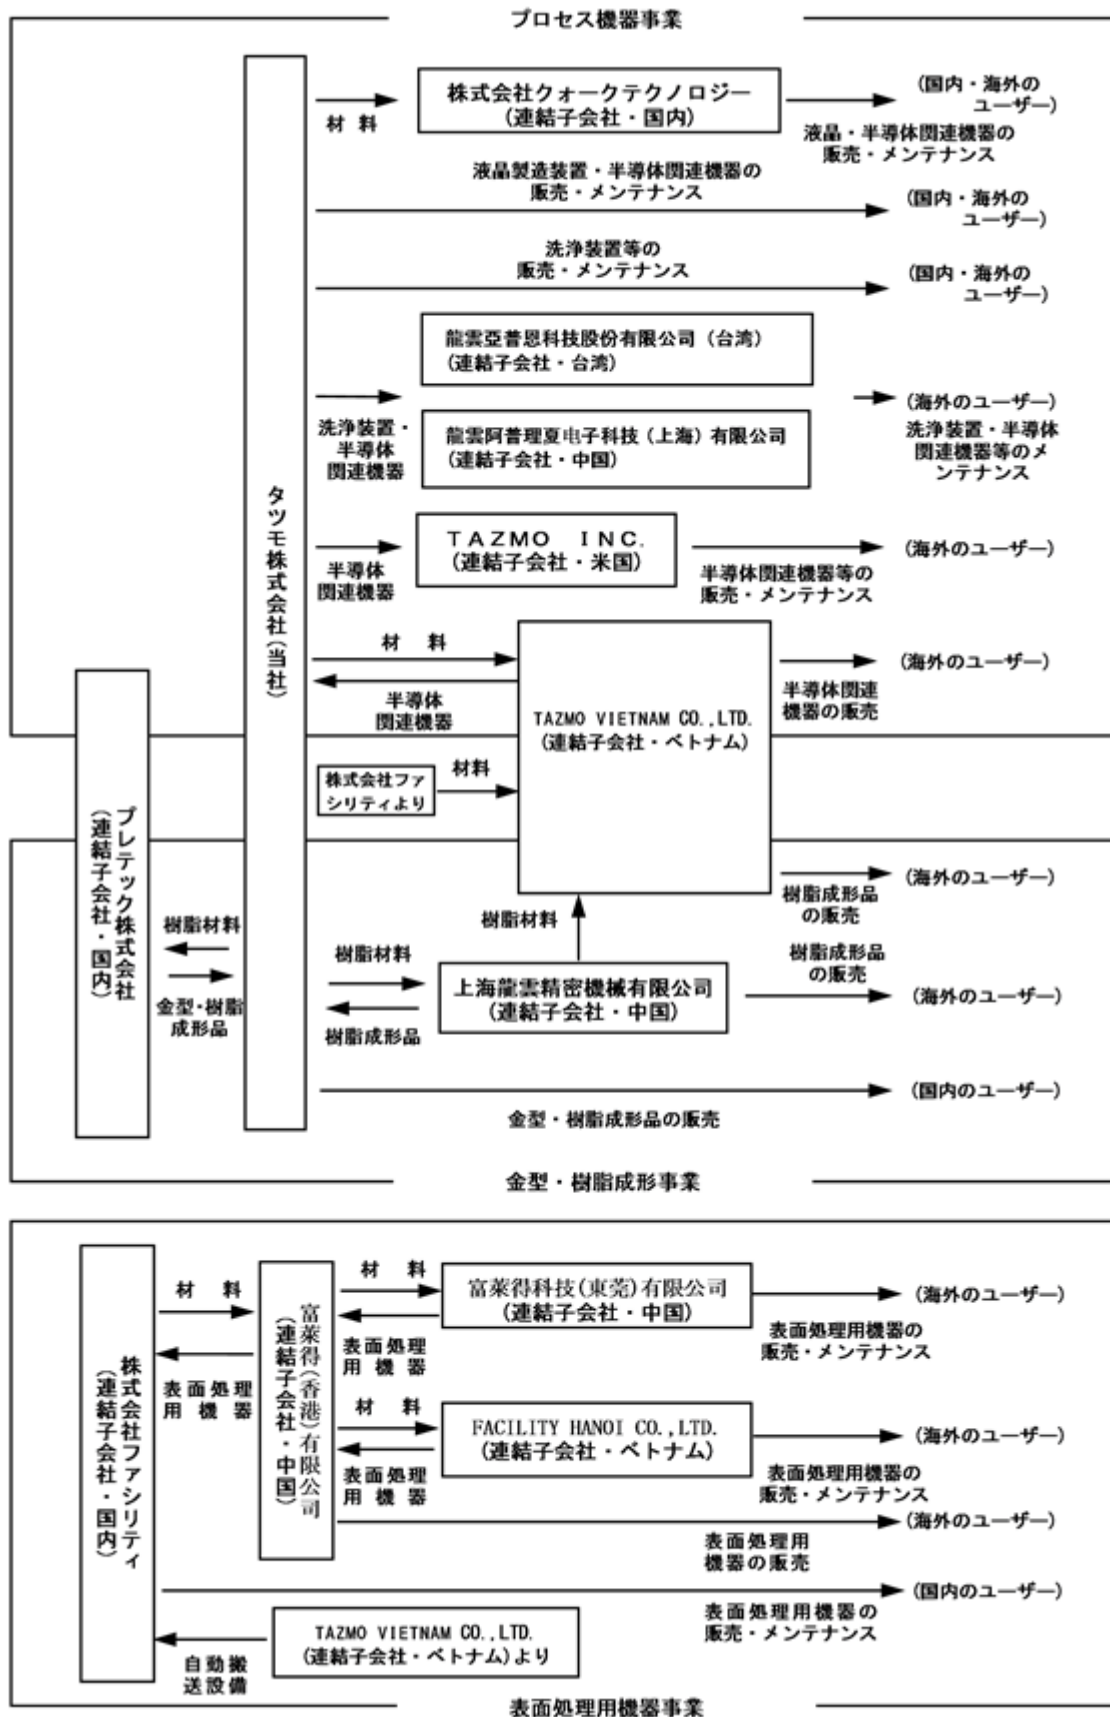 プロセス機器事業
タツモ株式会社(当社)
材 料
株式会社クォークテクノロジー
(連結子会社・国内)
(国内・海外の
ユーザー)
液晶・半導体関連機器の
販売・メンテナンス
液晶製造装置・半導体関連機器の
販売・メンテナンス
(国内・海外の
ユーザー)
洗浄装置等の
販売・メンテナンス
(国内・海外の
ユーザー)
龍雲亞普恩科技股份有限公司(台湾)
(連結子会社・台湾)
洗浄装置・
半導体
関連機器
龍雲阿普理夏电子科技(上海)有限公司
(連結子会社・中国)
(海外のユーザー)
洗浄装置・半導体
関連機器等のメ
ンテナンス
半導体
関連機器
TAZMO INC.
(連結子会社・米国)
半導体関連機器等の
販売・メンテナンス
(海外のユーザー)
材 料
半導体
関連機器
TAZMO VIETNAM CO.,LTD.
(連結子会社・ベトナム)
(海外のユーザー)
半導体関連
機器の販売
株式会社ファ
シリティより
材料
プレテック株式会社
(連結子会社・国内)
樹脂材料
金型・樹脂
成形品
(海外のユーザー)
樹脂成形品
の販売
樹脂材料
樹脂材料
樹脂成形品
上海龍雲精密機械有限公司
(連結子会社・中国)
樹脂成形品
の販売
(海外のユーザー)
金型・樹脂成形品の販売
(国内のユーザー)
金型・樹脂成形事業
株式会社ファシリティ
(連結子会社・国内)
材 料
表面処理
用機器
富萊得(香港)有限公司
(連結子会社・中国)
材 料
表面処理
用機器
富萊得科技(東莞)有限公司
(連結子会社・中国)
(海外のユーザー)
表面処理用機器の
販売・メンテナンス
材 料
表面処理
用機器
FACILITY HANOI CO.,LTD.
(連結子会社・ベトナム)
(海外のユーザー)
表面処理用機器の
販売・メンテナンス
表面処理用
機器の販売
(海外のユーザー)
表面処理用機器の
販売・メンテナンス
(国内のユーザー)
自動搬
送設備
TAZMO VIETNAM CO.,LTD.
(連結子会社・ベトナム)より
表面処理用機器事業